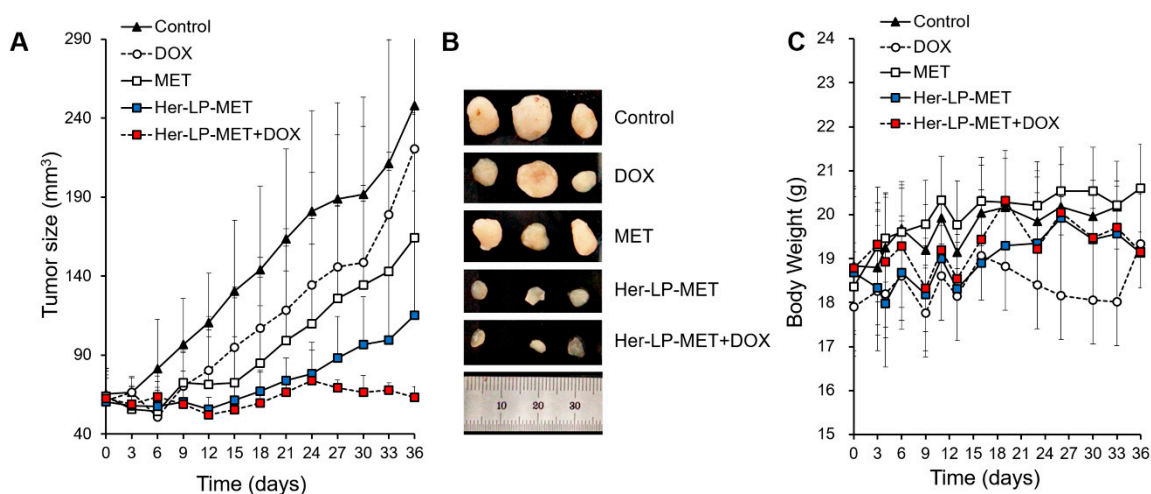 A
Tumor size (mm³)
290
240
190
140
90
40
Control
DOX
MET
Her-LP-MET
Her-LP-MET+DOX
0 3 6 9 12 15 18 21 24 27 30 33 36
Time (days)
B
Control
DOX
MET
Her-LP-MET
Her-LP-MET+DOX
10 20 30
C
Body Weight (g)
24
23
22
21
20
19
18
17
16
15
Control
DOX
MET
Her-LP-MET
Her-LP-MET+DOX
0 3 6 9 12 15 18 21 24 27 30 33 36
Time (days)